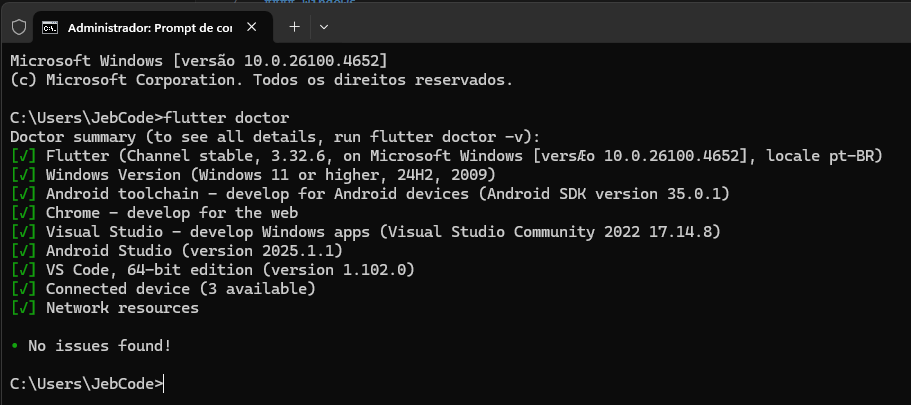 #### Windows
Administrador: Prompt de coi
Microsoft Windows [versão 10.0.26100.4652]
(c) Microsoft Corporation. Todos os direitos reservados.
C:\Users\JebCode>flutter doctor
Doctor summary (to see all details, run flutter doctor -v):
[√] Flutter (Channel stable, 3.32.6, on Microsoft Windows [versÆo 10.0.26100.4652], locale pt-BR)
[√] Windows Version (Windows 11 or higher, 24H2, 2009)
[√] Android toolchain - develop for Android devices (Android SDK version 35.0.1)
[√] Chrome - develop for the web
[√] Visual Studio - develop Windows apps (Visual Studio Community 2022 17.14.8)
[√] Android Studio (version 2025.1.1)
[√] VS Code, 64-bit edition (version 1.102.0)
[√] Connected device (3 available)
[√] Network resources
• No issues found!
C:\Users\JebCode>